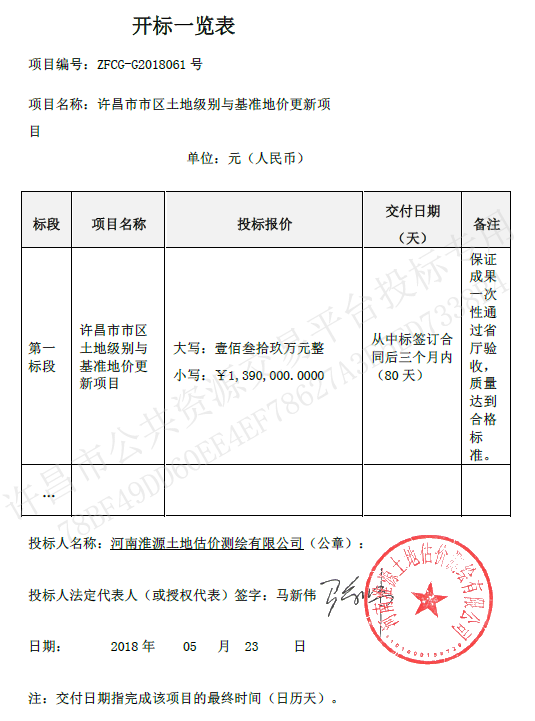 开标一览表
项目编号：ZFCG-G2018061 号
项目名称：许昌市市区土地级别与基准地价更新项
目
单位：元（人民币）
标段
项目名称
投标报价
交付日期
（天）
备注
第一
标段
许昌市市区
土地级别与
基准地价更
新项目
大写：壹佰叁拾玖万元整
小写：￥1,390,000.0000
从中标签订合
同后三个月内
（80 天）
保证
成果
一次
性通
过省
厅验
收，
质量
达到
合格
标
准。
…
投标人名称：河南淮源土地估价测绘有限公司（公章）：
投标人法定代表人（或授权代表）签字：马新伟
日期： 2018 年 05 月 23 日
注：交付日期指完成该项目的最终时间（日历天）。
许昌市公共资源交易平台投标专用
河南淮源土地估价测绘有限公司